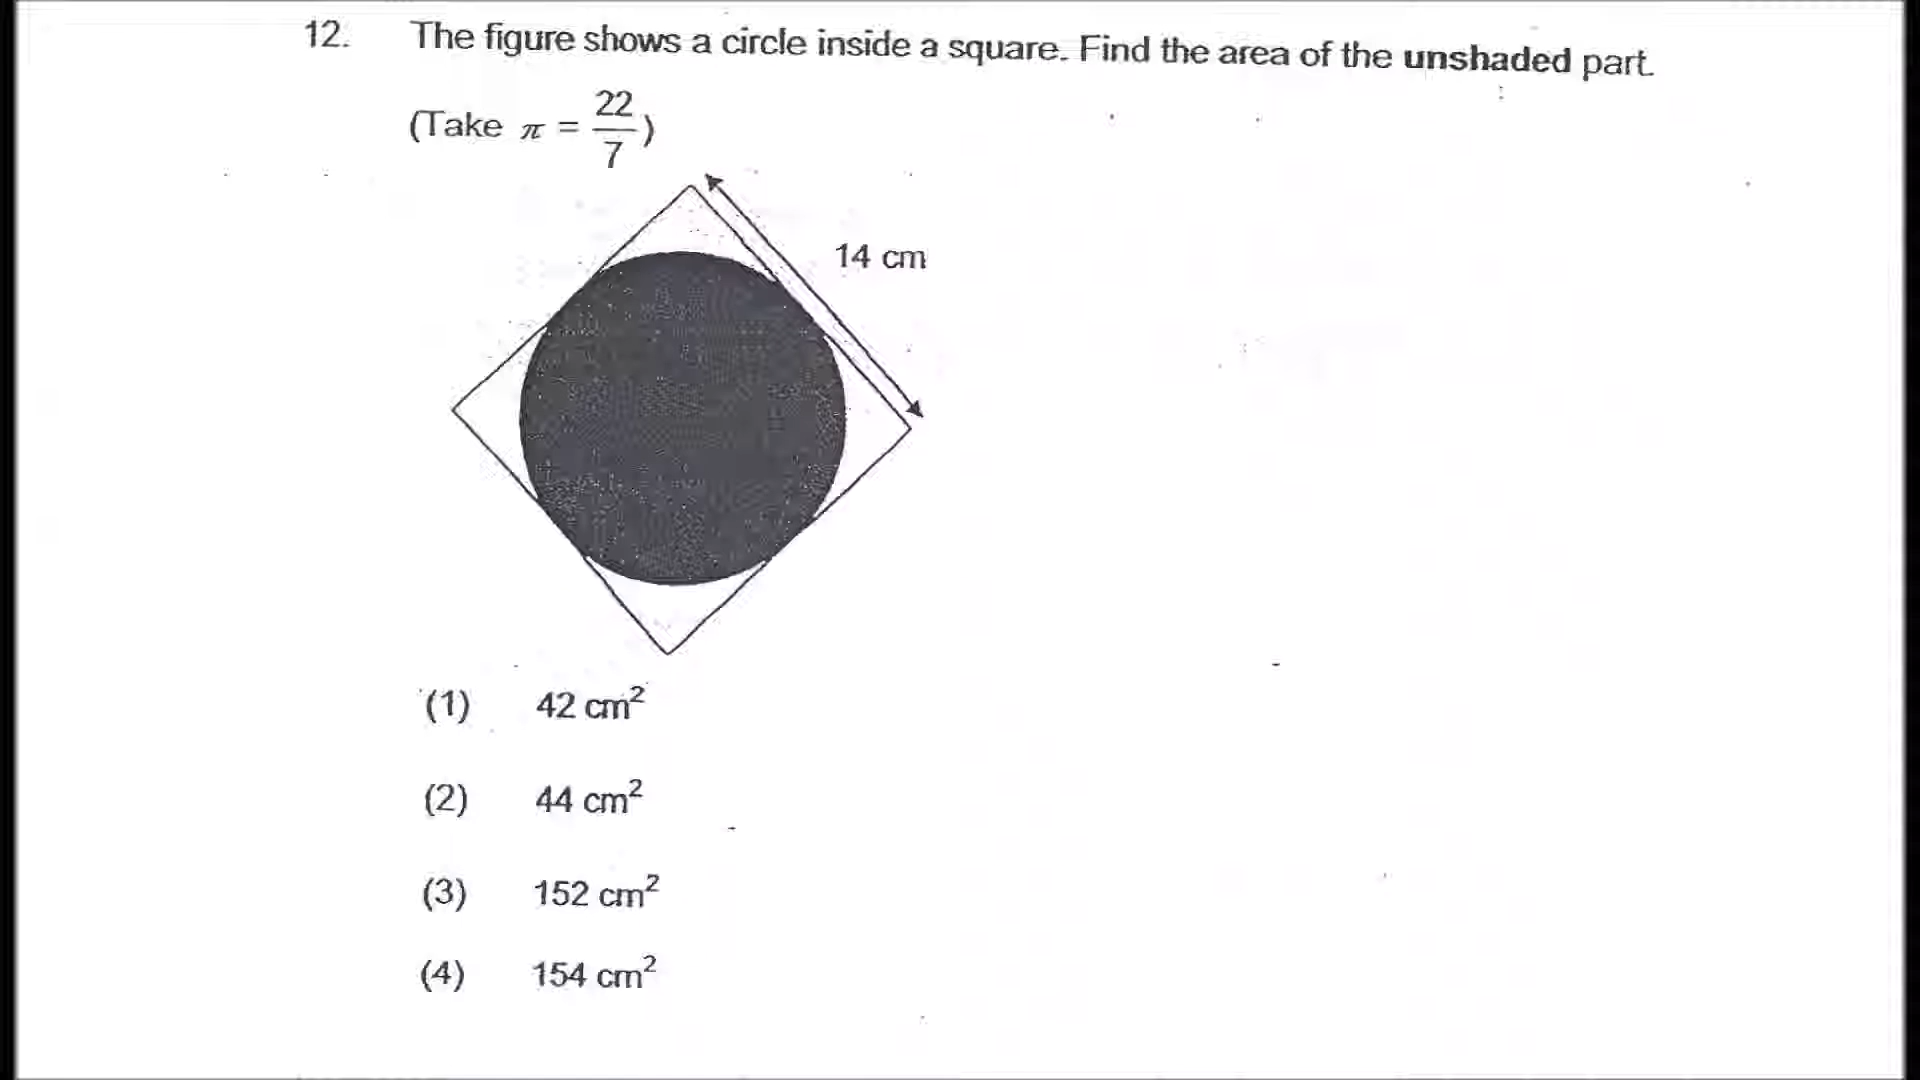 12. The figure shows a circle inside a square. Find the area of the unshaded part.
(Take π = 22/7)
14 cm
(1) 42 cm²
(2) 44 cm²
(3) 152 cm²
(4) 154 cm²